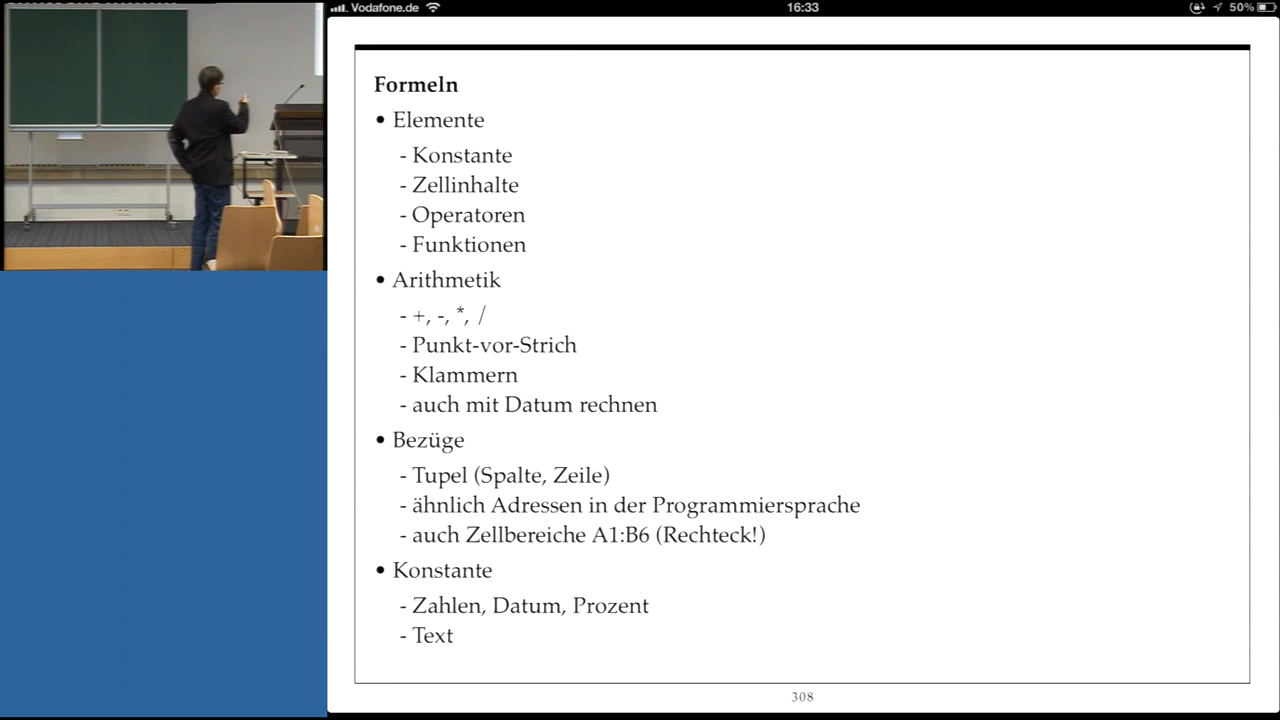 Vodafone.de 16:33 50%
Formeln
• Elemente
- Konstante
- Zellinhalte
- Operatoren
- Funktionen
• Arithmetik
- +, -, *, /
- Punkt-vor-Strich
- Klammern
- auch mit Datum rechnen
• Bezüge
- Tupel (Spalte, Zeile)
- ähnlich Adressen in der Programmiersprache
- auch Zellbereiche A1:B6 (Rechteck!)
• Konstante
- Zahlen, Datum, Prozent
- Text
308